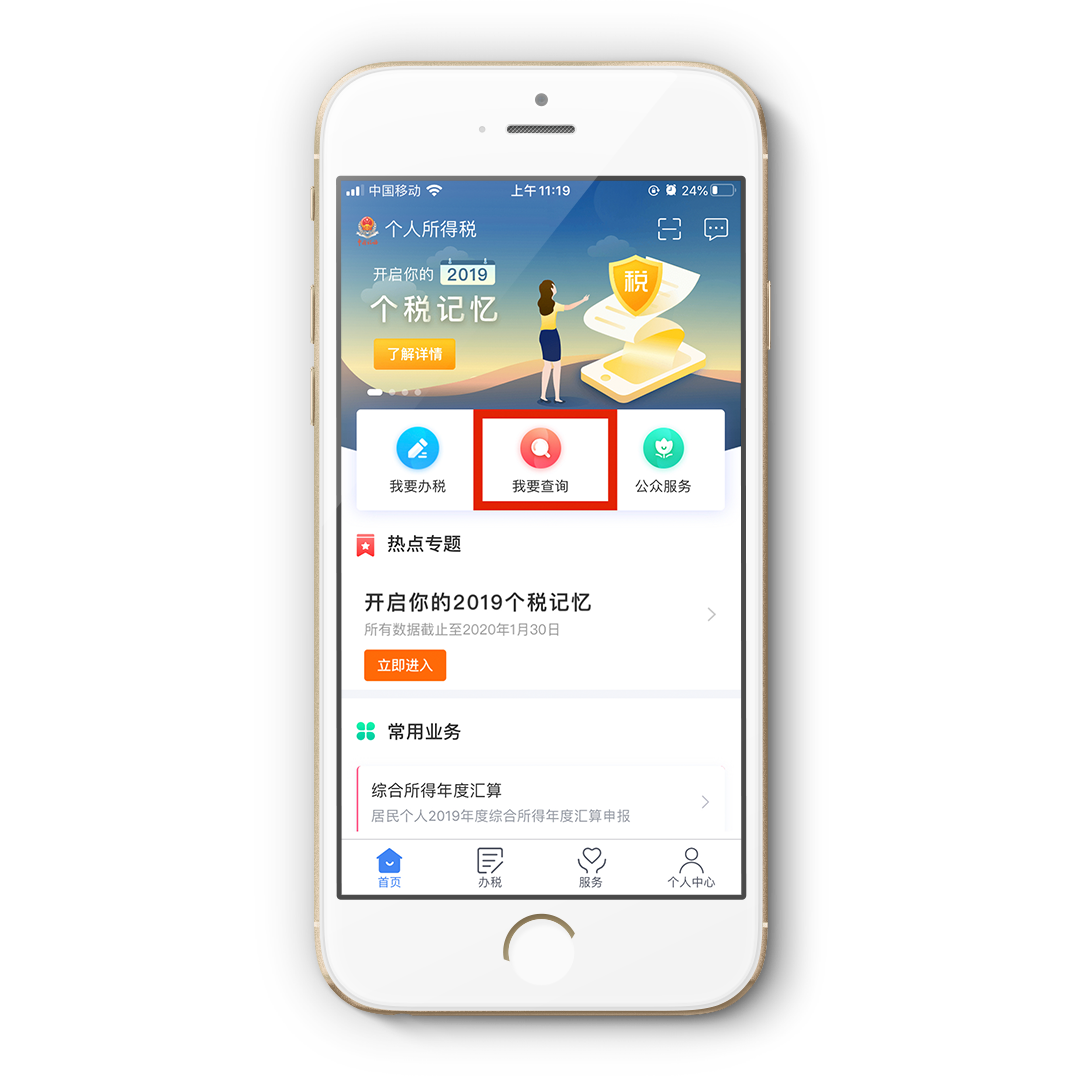 中国移动
上午11:19
24%
个人所得税
开启你的 2019
个税记忆
税
了解详情
我要办税
我要查询
公众服务
热点专题
开启你的2019个税记忆
所有数据截止至2020年1月30日
立即进入
常用业务
综合所得年度汇算
居民个人2019年度综合所得年度汇算申报
首页
办税
服务
个人中心